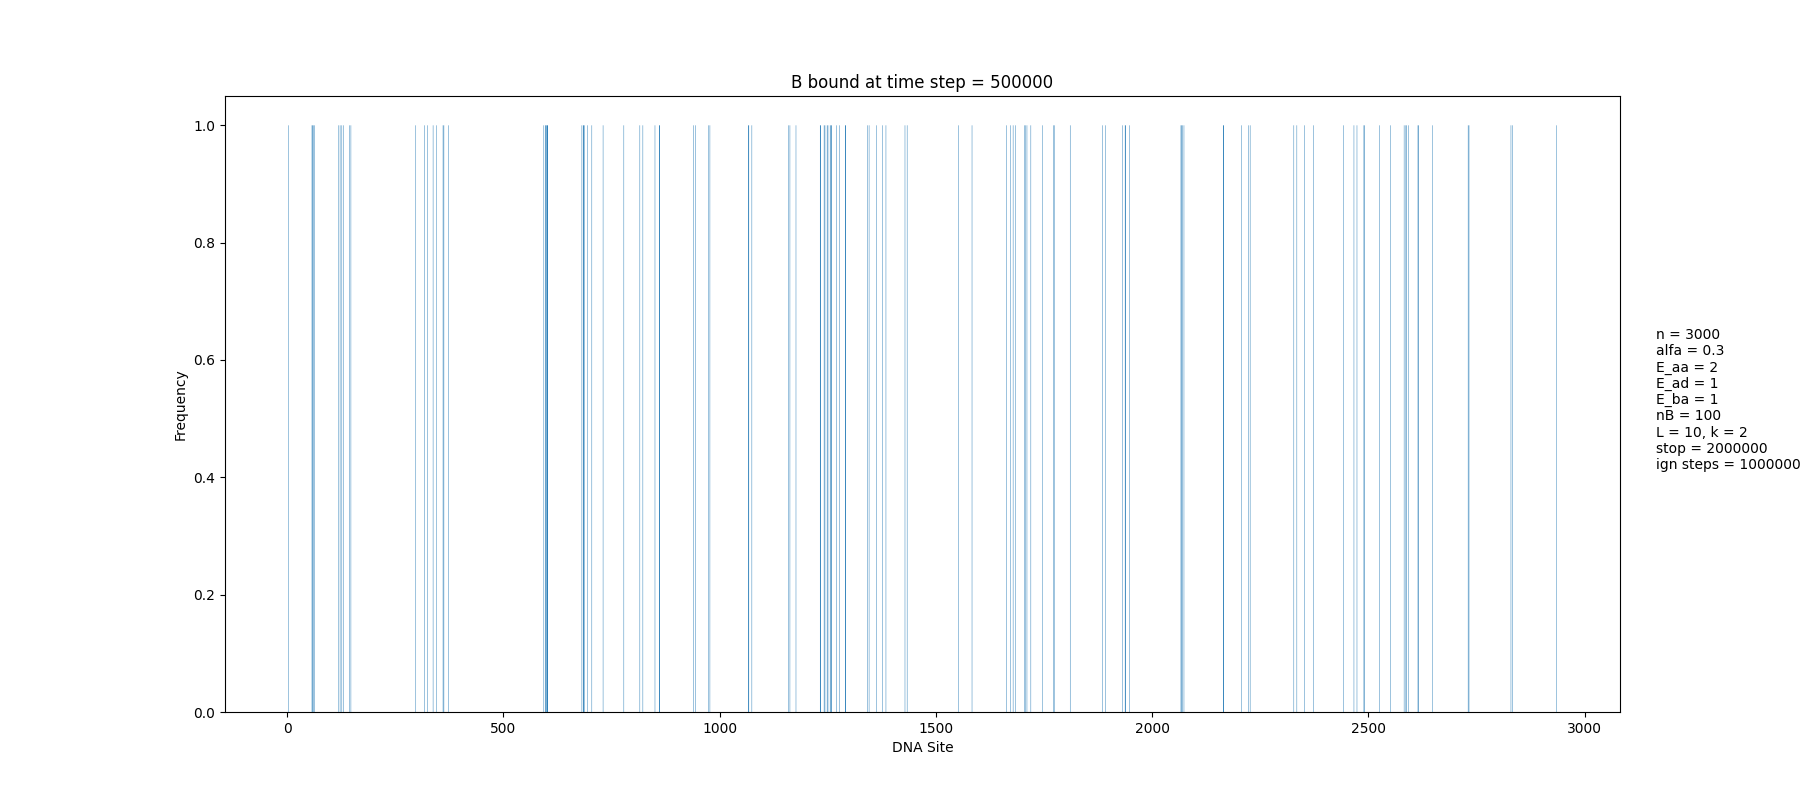 B bound at time step = 500000
1.0
0.8
0.6
0.4
0.2
0.0
Frequency
0 500 1000 1500 2000 2500 3000
DNA Site
n = 3000
alfa = 0.3
E_aa = 2
E_ad = 1
E_ba = 1
nB = 100
L = 10, k = 2
stop = 2000000
ign steps = 1000000